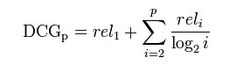 DCG_p = rel_1 + \sum_{i=2}^{p} \frac{rel_i}{\log_2 i}